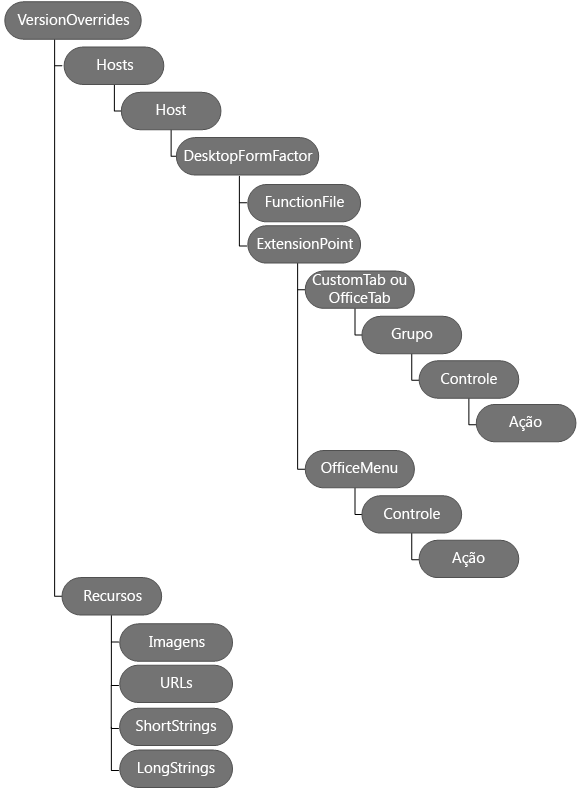 VersionOverrides
Hosts
Host
DesktopFormFactor
FunctionFile
ExtensionPoint
CustomTab ou
OfficeTab
Grupo
Controle
Ação
OfficeMenu
Controle
Ação
Recursos
Imagens
URLs
ShortStrings
LongStrings